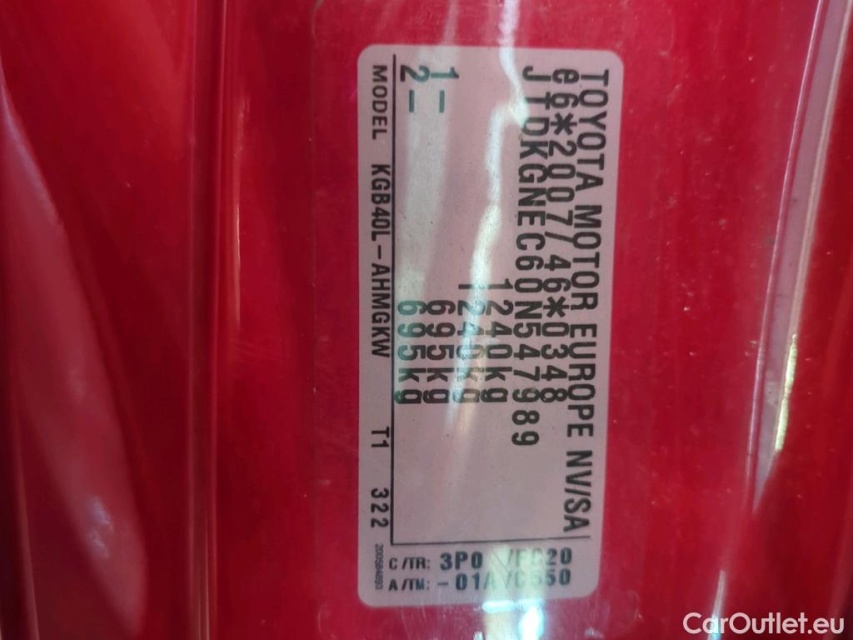 TOYOTA MOTOR EUROPE NV/SA
e6*2007/46*0348
JTDKGNEC60N547989
1240kg
1240kg
1- 695kg
2- 695kg
MODEL KGB40L-AHMGKW T1 322
C/TR: 3P0
A/TM: -01A /C550
CarOutlet.eu